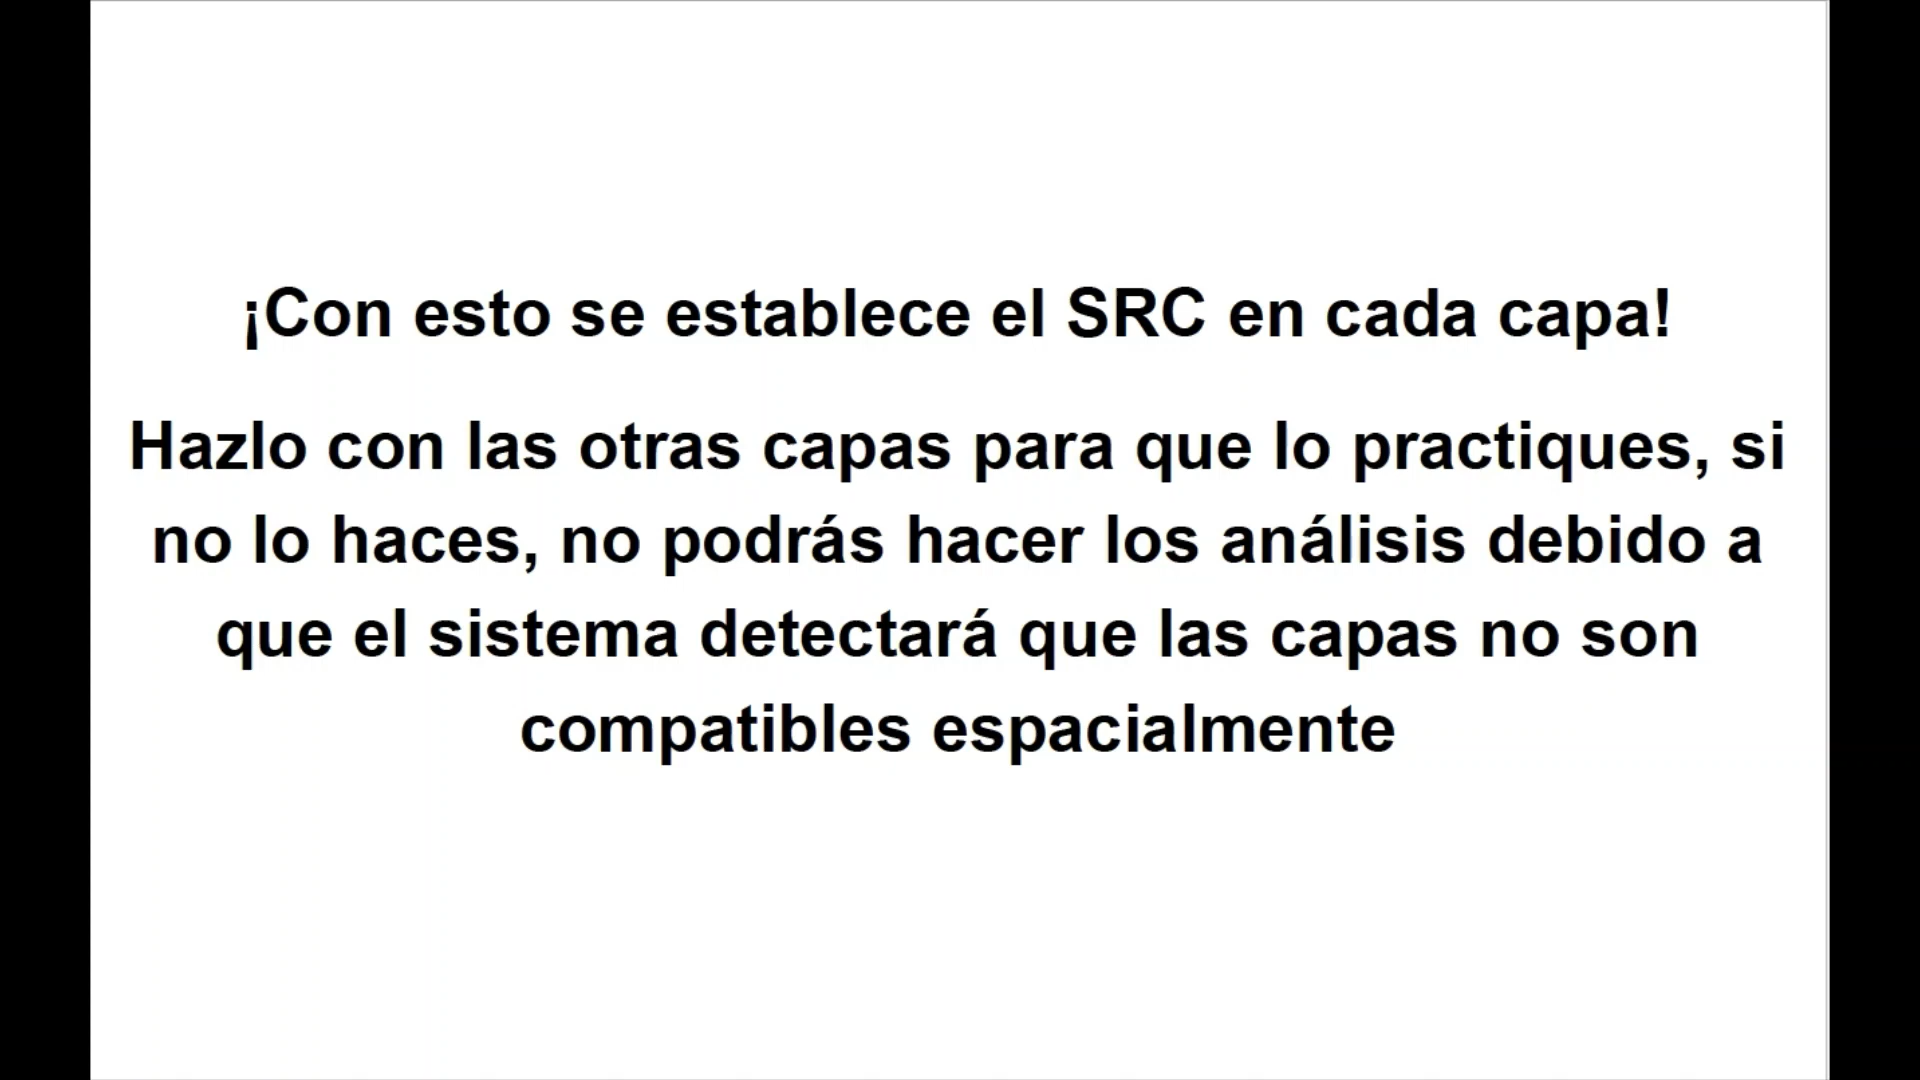 ¡Con esto se establece el SRC en cada capa!
Hazlo con las otras capas para que lo practiques, si
no lo haces, no podrás hacer los análisis debido a
que el sistema detectará que las capas no son
compatibles espacialmente